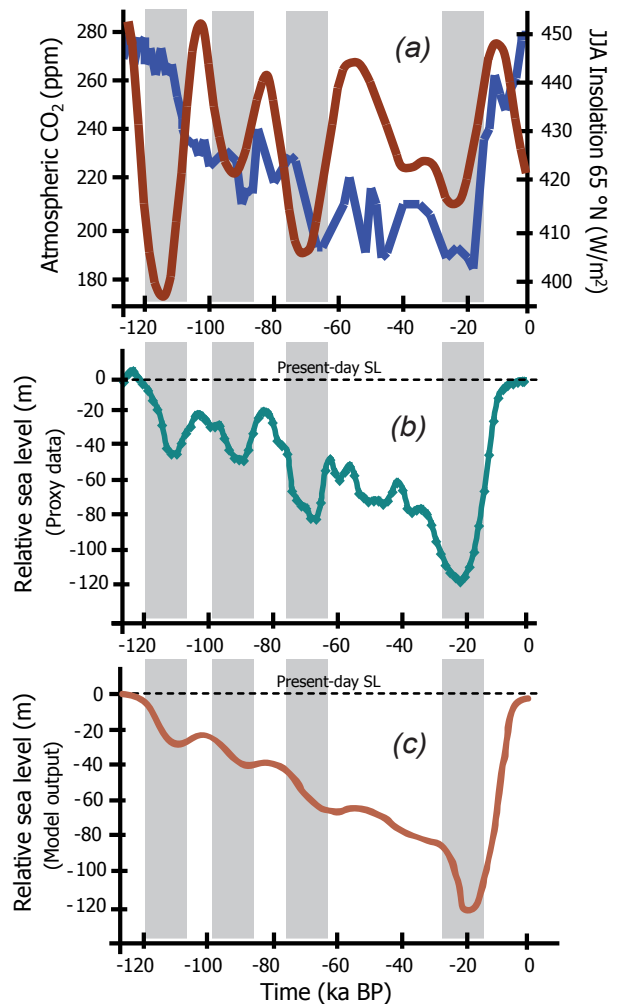 280
260
240
220
200
180
Atmospheric CO2 (ppm)
(a)
450
440
430
420
410
400
JJA Insolation 65 °N (W/m²)
-120 -100 -80 -60 -40 -20 0
Present-day SL
0
-20
-40
-60
-80
-100
-120
Relative sea level (m)
(Proxy data)
(b)
-120 -100 -80 -60 -40 -20 0
Present-day SL
0
-20
-40
-60
-80
-100
-120
Relative sea level (m)
(Model output)
(c)
-120 -100 -80 -60 -40 -20 0
Time (ka BP)